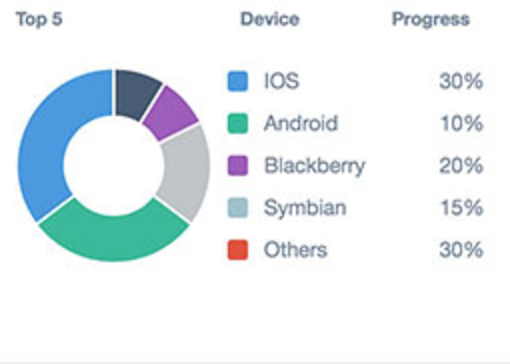 Top 5 Device Progress
IOS 30%
Android 10%
Blackberry 20%
Symbian 15%
Others 30%